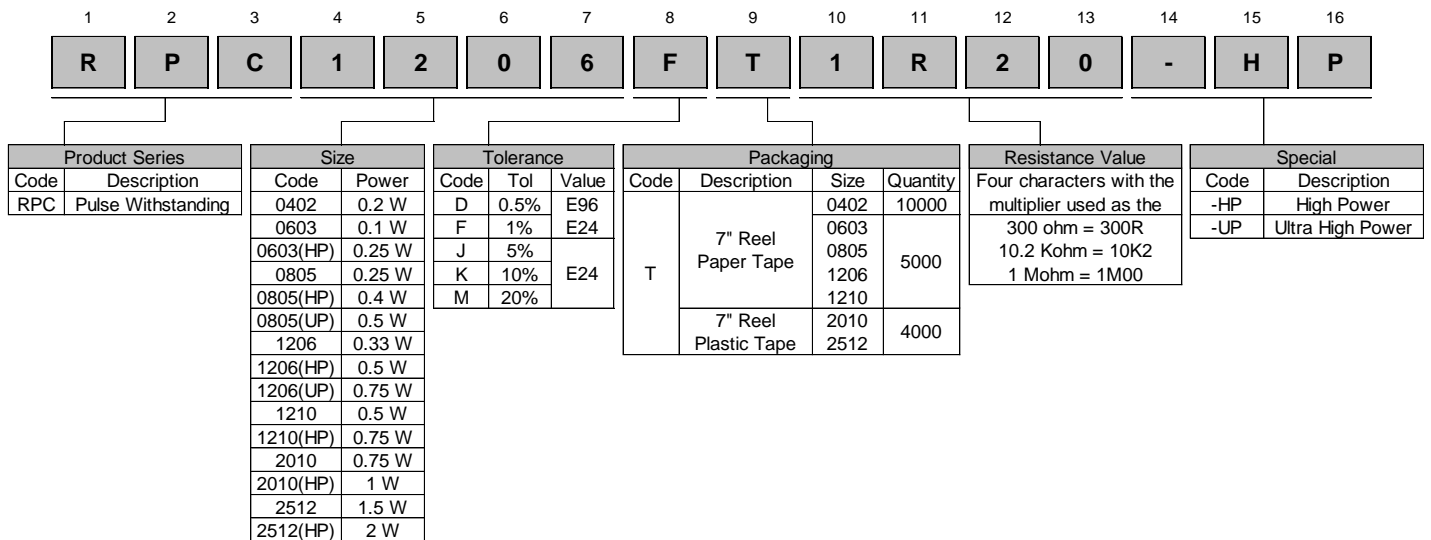 1 2 3 4 5 6 7 8 9 10 11 12 13 14 15 16
R P C 1 2 0 6 F T 1 R 2 0 - H P
Product Series
Code Description
RPC Pulse Withstanding
Size
Code Power
0402 0.2 W
0603 0.1 W
0603(HP) 0.25 W
0805 0.25 W
0805(HP) 0.4 W
0805(UP) 0.5 W
1206 0.33 W
1206(HP) 0.5 W
1206(UP) 0.75 W
1210 0.5 W
1210(HP) 0.75 W
2010 0.75 W
2010(HP) 1 W
2512 1.5 W
2512(HP) 2 W
Tolerance
Code Tol Value
D 0.5% E96
F 1% E24
J 5%
K 10% E24
M 20%
Packaging
Code Description Size Quantity
T
7" Reel
Paper Tape
0402 10000
0603
0805
1206
1210
5000
7" Reel
Plastic Tape
2010
2512
4000
Resistance Value
Four characters with the
multiplier used as the
300 ohm = 300R
10.2 Kohm = 10K2
1 Mohm = 1M00
Special
Code Description
-HP High Power
-UP Ultra High Power